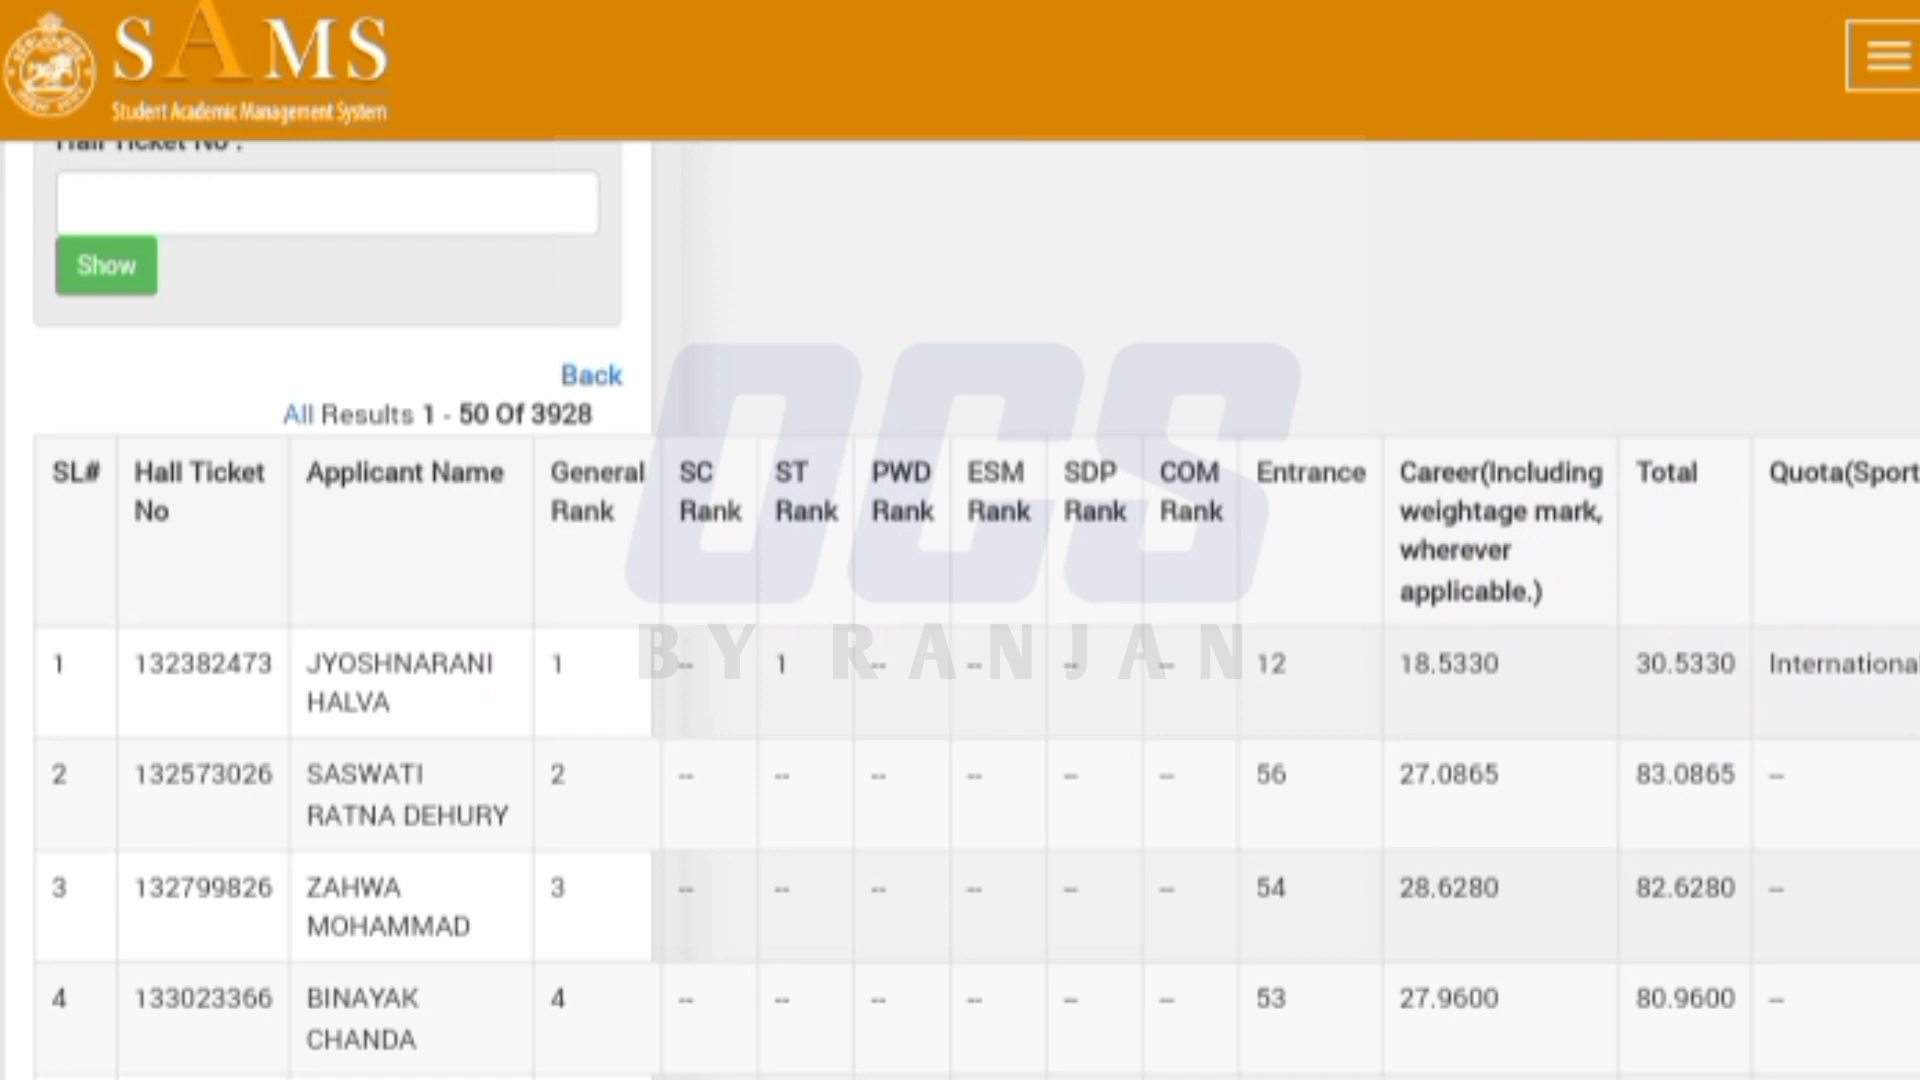 SAMS
Student Academic Management System
Hall Ticket No :
Show
Back
All Results 1 - 50 Of 3928
SL# Hall Ticket No Applicant Name General Rank SC Rank ST Rank PWD Rank ESM Rank SDP Rank COM Rank Entrance Career(Including weightage mark, wherever applicable.) Total Quota(Sport
1 132382473 JYOSHNARANI HALVA 1 -- 1 -- -- -- -- 12 18.5330 30.5330 International
2 132573026 SASWATI RATNA DEHURY 2 -- -- -- -- -- -- 56 27.0865 83.0865 --
3 132799826 ZAHWA MOHAMMAD 3 -- -- -- -- -- -- 54 28.6280 82.6280 --
4 133023366 BINAYAK CHANDA 4 -- -- -- -- -- -- 53 27.9600 80.9600 --
OCS
BY RANJAN